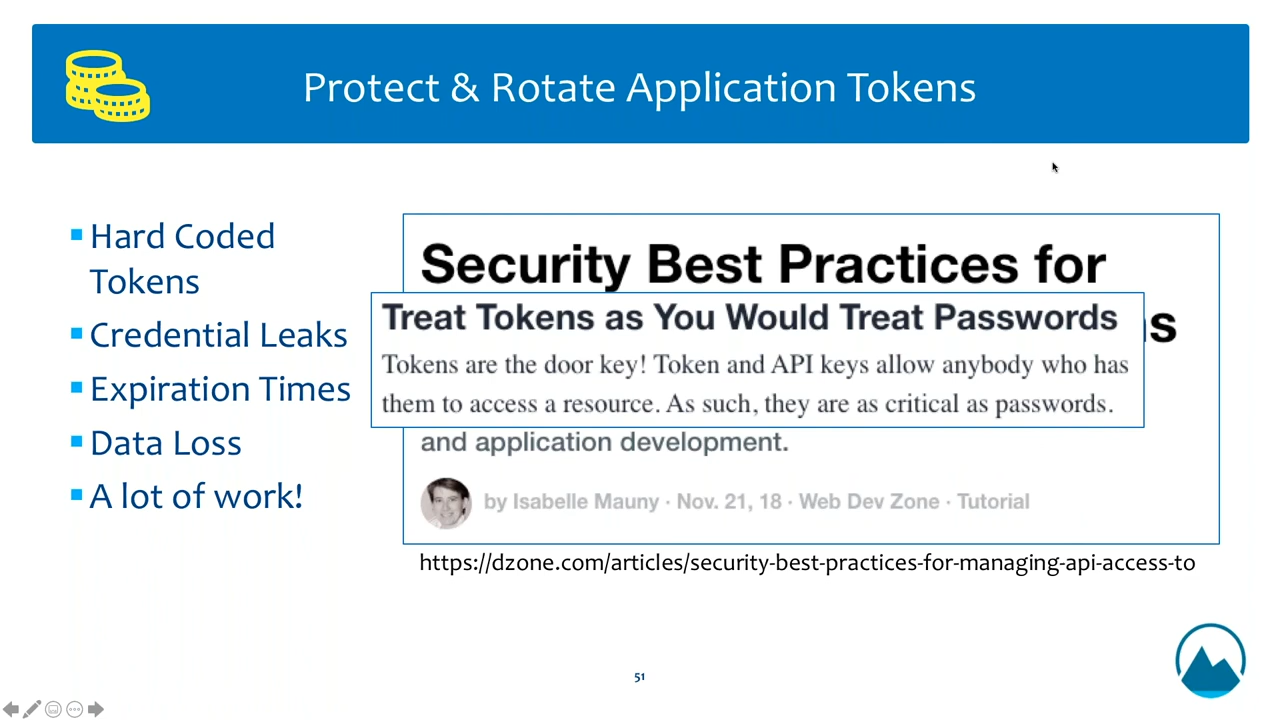 Protect & Rotate Application Tokens
Hard Coded
Tokens
Credential Leaks
Expiration Times
Data Loss
A lot of work!
Security Best Practices for
Treat Tokens as You Would Treat Passwords
Tokens are the door key! Token and API keys allow anybody who has
them to access a resource. As such, they are as critical as passwords.
and application development.
by Isabelle Mauny · Nov. 21, 18 · Web Dev Zone · Tutorial
https://dzone.com/articles/security-best-practices-for-managing-api-access-to
51